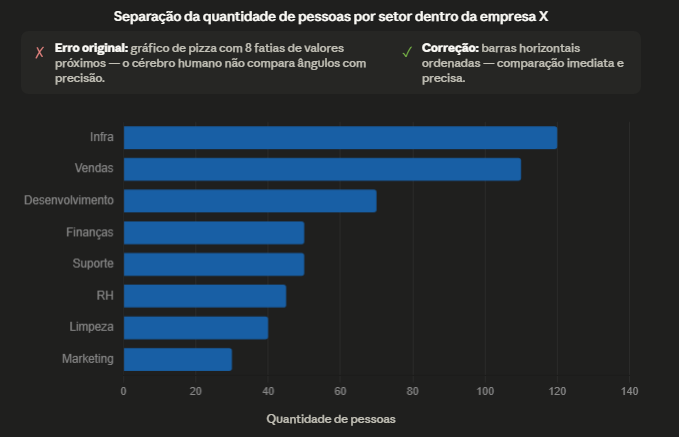 Separação da quantidade de pessoas por setor dentro da empresa X
✗ Erro original: gráfico de pizza com 8 fatias de valores
próximos — o cérebro humano não compara ângulos com
precisão.
✓ Correção: barras horizontais
ordenadas — comparação imediata e
precisa.
Infra
Vendas
Desenvolvimento
Finanças
Suporte
RH
Limpeza
Marketing
0 20 40 60 80 100 120 140
Quantidade de pessoas